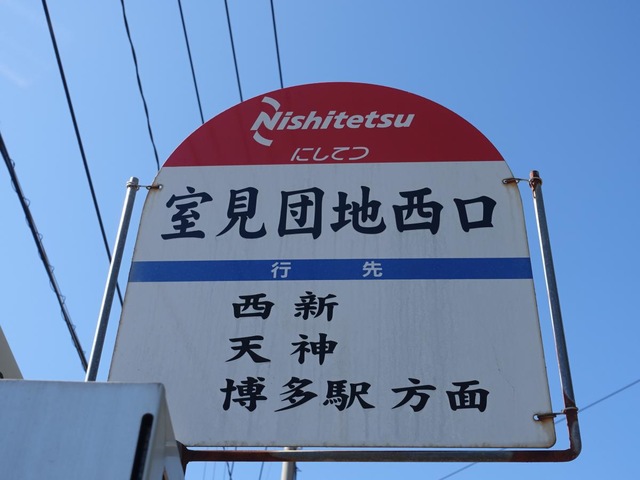 Nishitetsu
にしてつ
室見団地西口
行先
西新
天神
博多駅方面